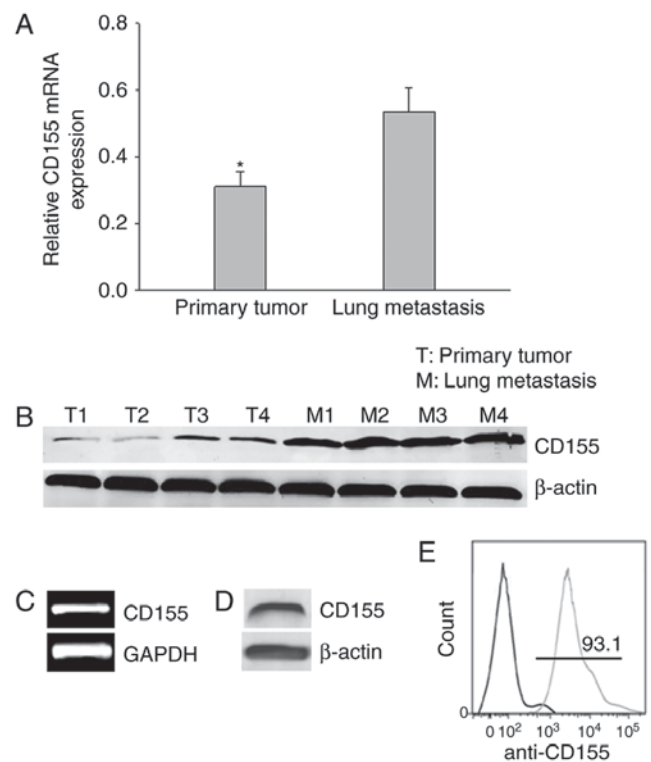 A
Relative CD155 mRNA
expression
0.8
0.6
0.4
0.2
0.0
*
Primary tumor Lung metastasis
T: Primary tumor
M: Lung metastasis
B
T1 T2 T3 T4 M1 M2 M3 M4
CD155
β-actin
C
CD155
GAPDH
D
CD155
β-actin
E
Count
93.1
0
0 10² 10³ 10⁴ 10⁵
anti-CD155